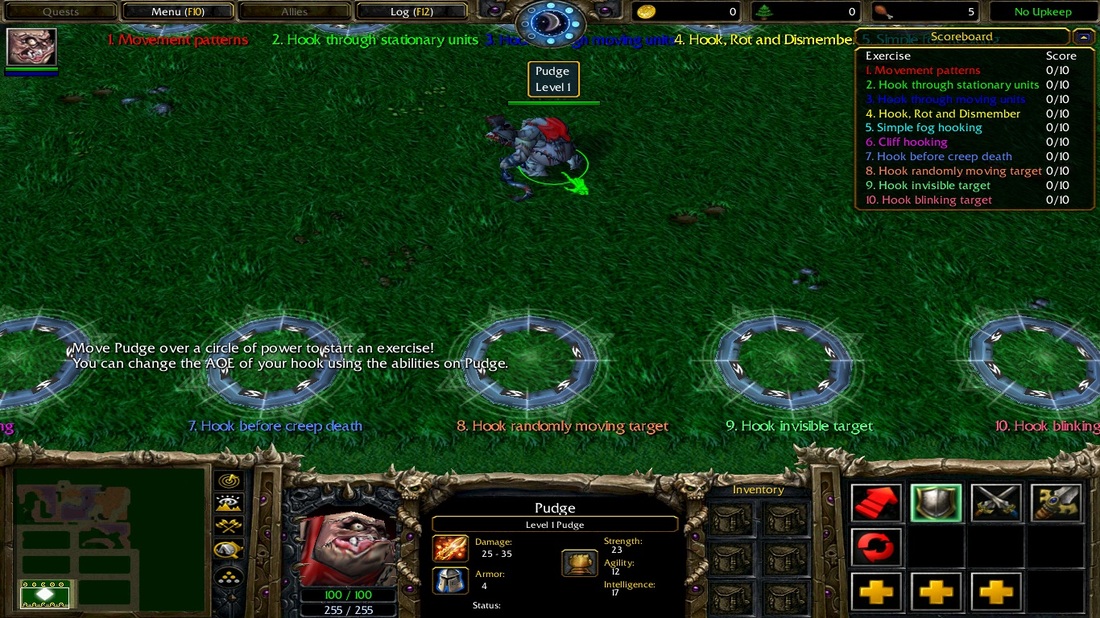 Quests
Menu (F10)
Allies
Log (F12)
0
0
5
No Upkeep
1. Movement patterns
2. Hook through stationary units
4. Hook, Rot and Dismembe
Scoreboard
Exercise Score
1. Movement patterns 0/10
2. Hook through stationary units 0/10
3. Hook through moving units 0/10
4. Hook, Rot and Dismember 0/10
5. Simple fog hooking 0/10
6. Cliff hooking 0/10
7. Hook before creep death 0/10
8. Hook randomly moving target 0/10
9. Hook invisible target 0/10
10. Hook blinking target 0/10
Pudge
Level 1
Move Pudge over a circle of power to start an exercise!
You can change the AOE of your hook using the abilities on Pudge.
ng
7. Hook before creep death
8. Hook randomly moving target
9. Hook invisible target
10. Hook blinking
Pudge
Level 1 Pudge
Damage:
25 - 35
Armor:
4
Strength:
23
Agility:
12
Intelligence:
17
Status:
100 / 100
255 / 255
Inventory